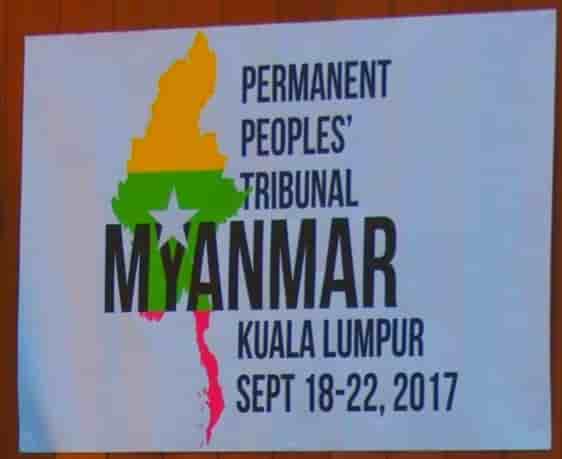 PERMANENT
PEOPLES'
TRIBUNAL
MYANMAR
KUALA LUMPUR
SEPT 18-22, 2017